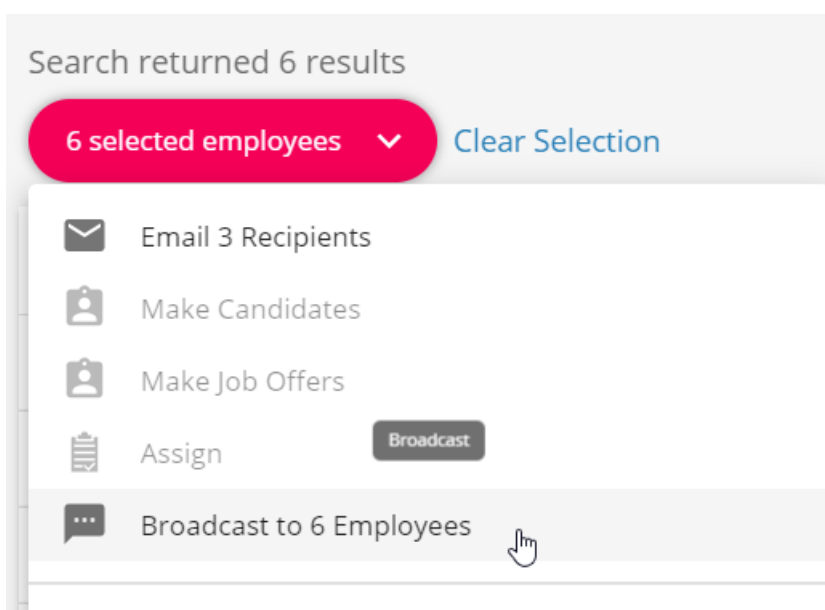 Search returned 6 results
6 selected employees
Clear Selection
Email 3 Recipients
Make Candidates
Make Job Offers
Assign
Broadcast
Broadcast to 6 Employees